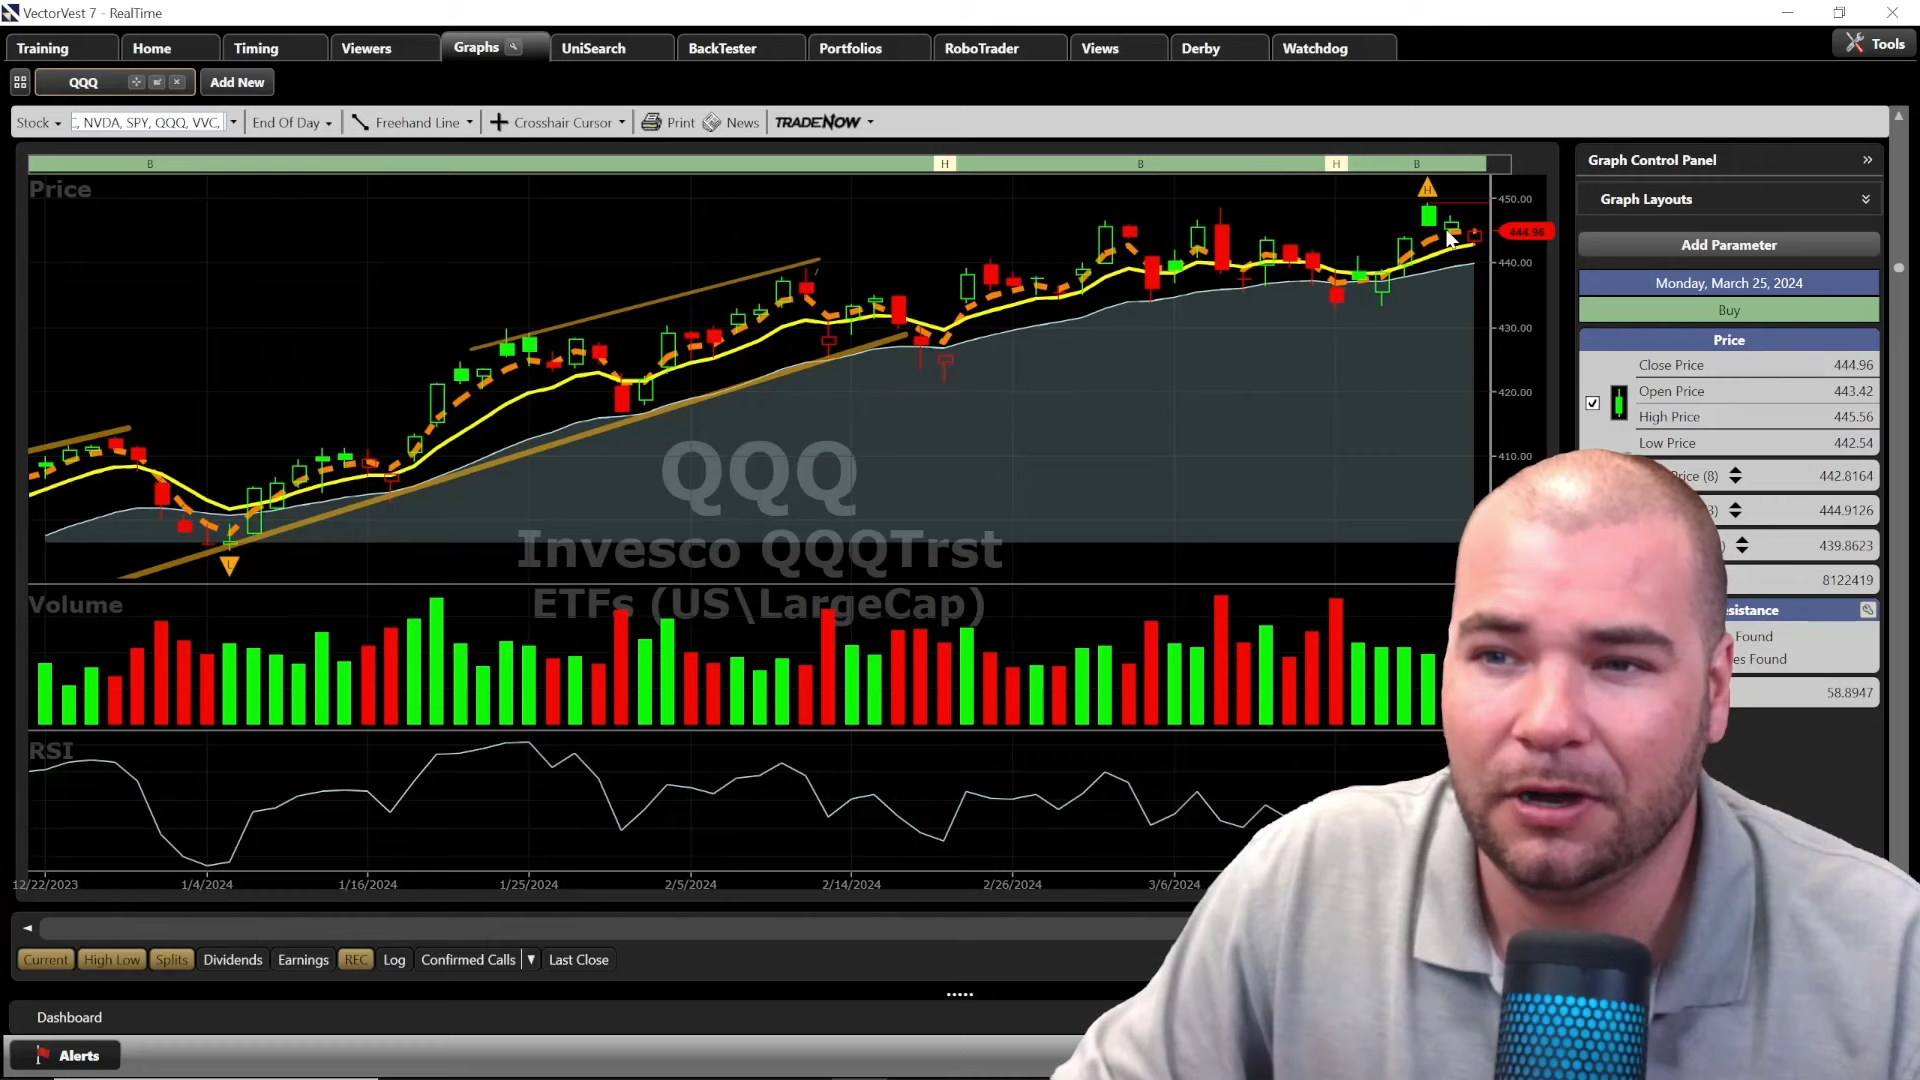 VectorVest 7 - RealTime
Training
Home
Timing
Viewers
Graphs
UniSearch
BackTester
Portfolios
RoboTrader
Views
Derby
Watchdog
Tools
QQQ
Add New
Stock
, NVDA, SPY, QQQ, VVC,
End Of Day
Freehand Line
Crosshair Cursor
Print
News
TRADENOW
B
H
B
H
B
Price
H
450.00
444.96
440.00
430.00
420.00
410.00
L
QQQ
Invesco QQQTrst
ETFs (US\LargeCap)
Volume
RSI
12/22/2023
1/4/2024
1/16/2024
1/25/2024
2/5/2024
2/14/2024
2/26/2024
3/6/2024
Graph Control Panel
Graph Layouts
Add Parameter
Monday, March 25, 2024
Buy
Price
Close Price 444.96
Open Price 443.42
High Price 445.56
Low Price 442.54
rice (8) 442.8164
3) 444.9126
) 439.8623
8122419
esistance
Found
es Found
58.8947
Current
High Low
Splits
Dividends
Earnings
REC
Log
Confirmed Calls
Last Close
Dashboard
Alerts